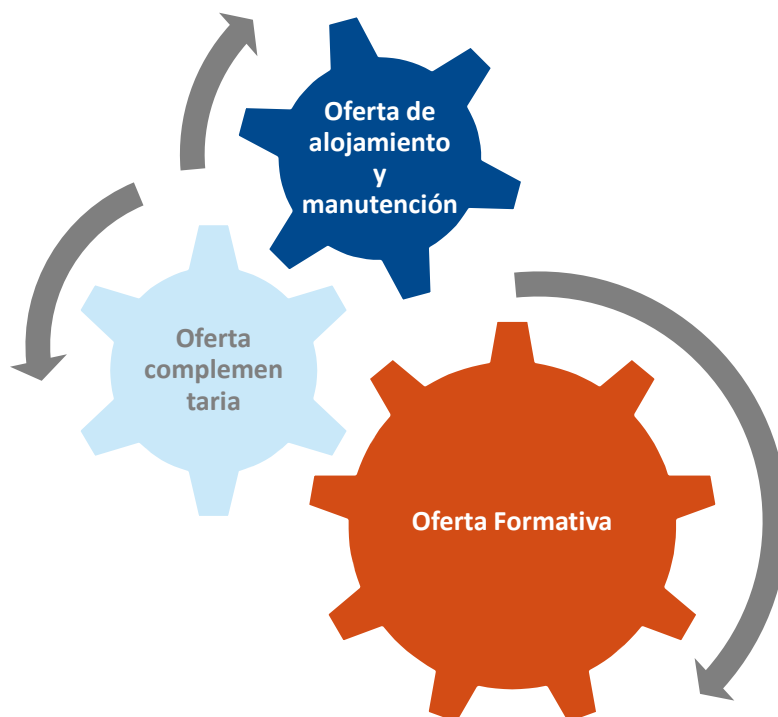 Oferta de
alojamiento
y
manutención
Oferta
complemen
taria
Oferta Formativa